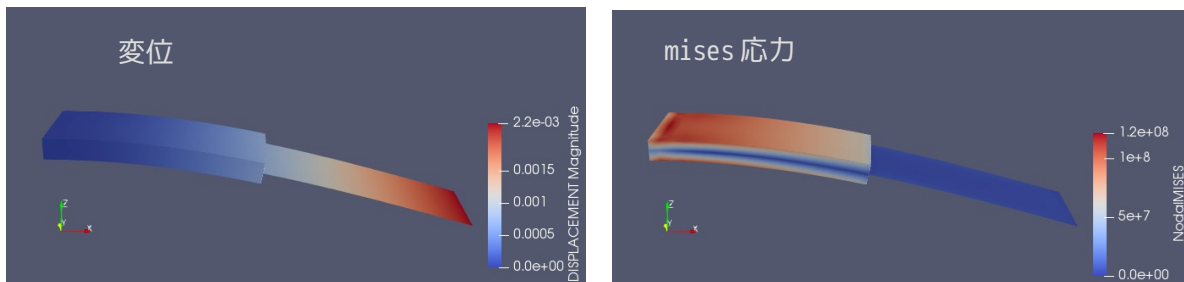 変位
2.2e-03
0.0015
0.001
0.0005
0.0e+00
DISPLACEMENT Magnitude
Z
Y
X
mises 応力
1.2e+08
1e+8
5e+7
0.0e+00
NodalMISES
Z
Y
X